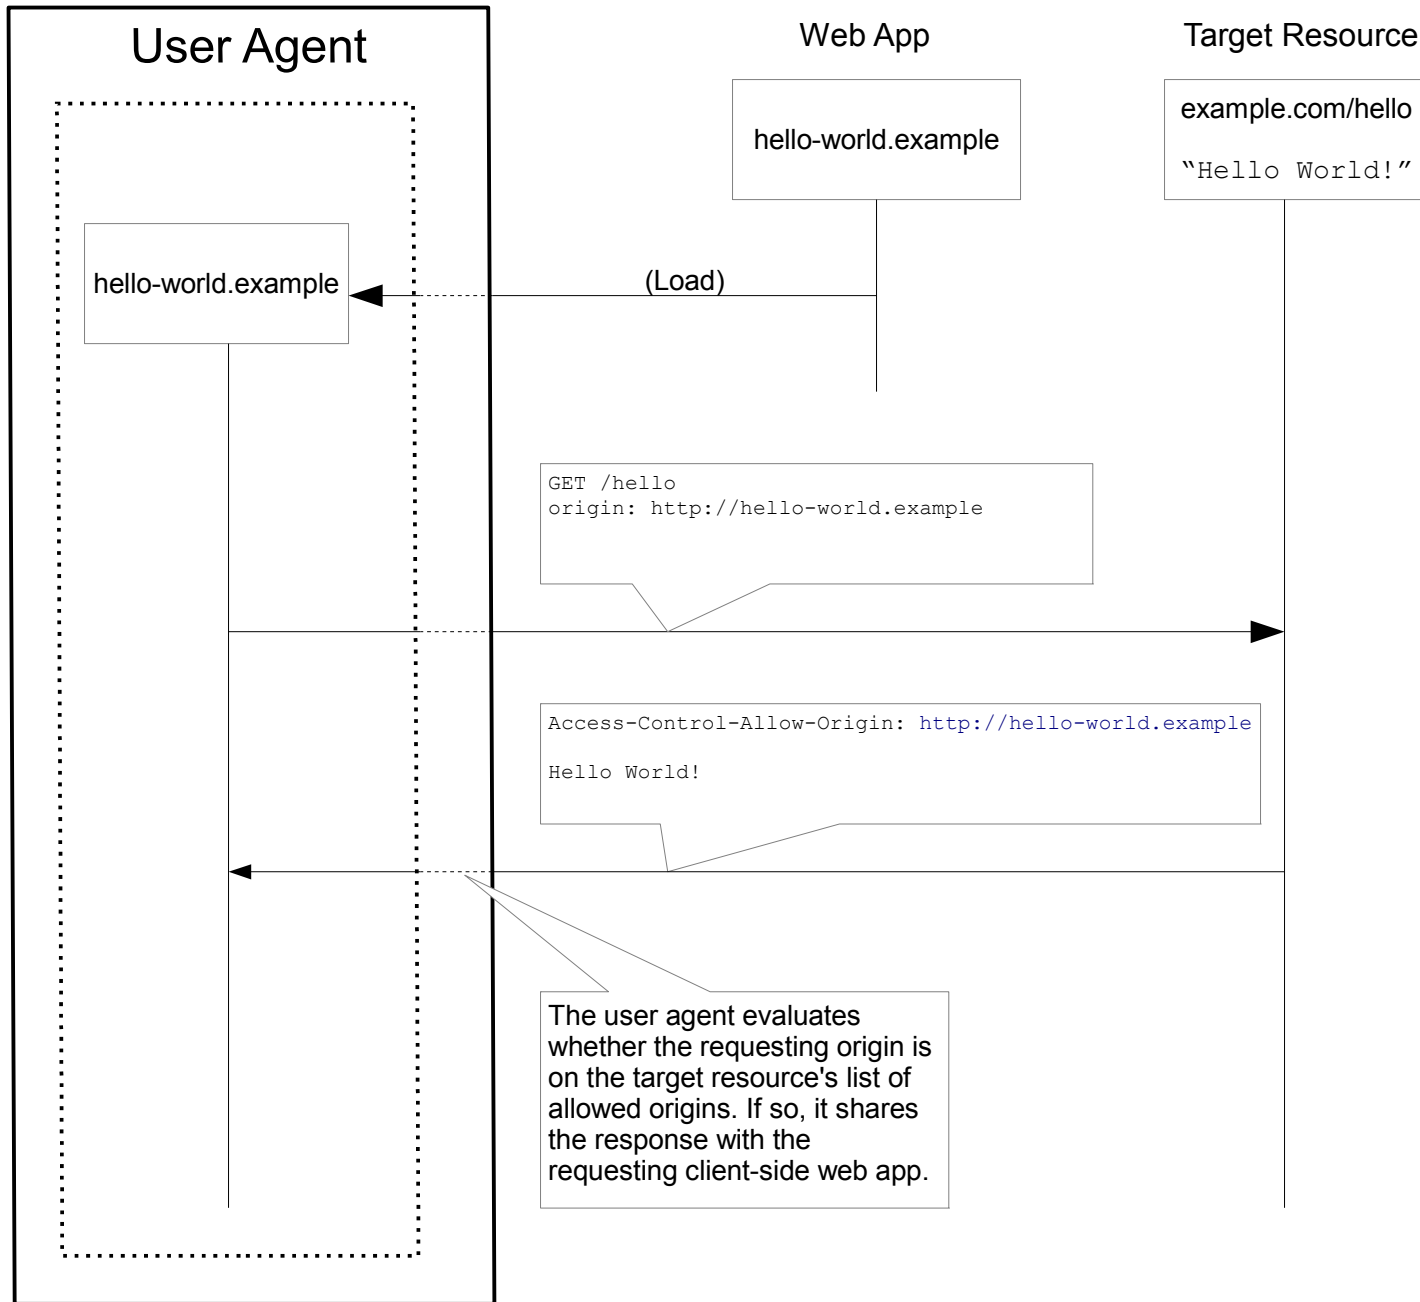 User Agent
Web App
Target Resource
hello-world.example
example.com/hello
“Hello World!”
hello-world.example
(Load)
GET /hello
origin: http://hello-world.example
Access-Control-Allow-Origin: http://hello-world.example
Hello World!
The user agent evaluates
whether the requesting origin is
on the target resource's list of
allowed origins. If so, it shares
the response with the
requesting client-side web app.